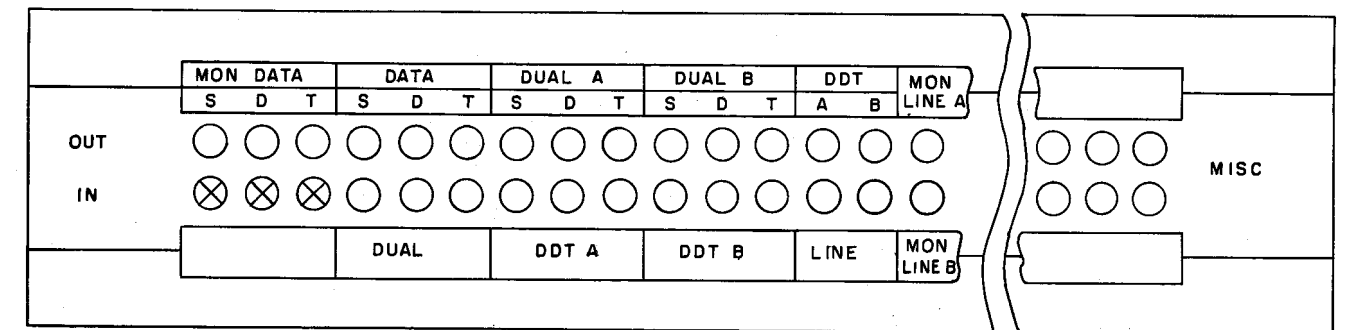 MON DATA DATA DUAL A DUAL B DDT MON LINE A
S D T S D T S D T S D T A B
OUT
MISC
IN
DUAL DDT A DDT B LINE MON LINE B